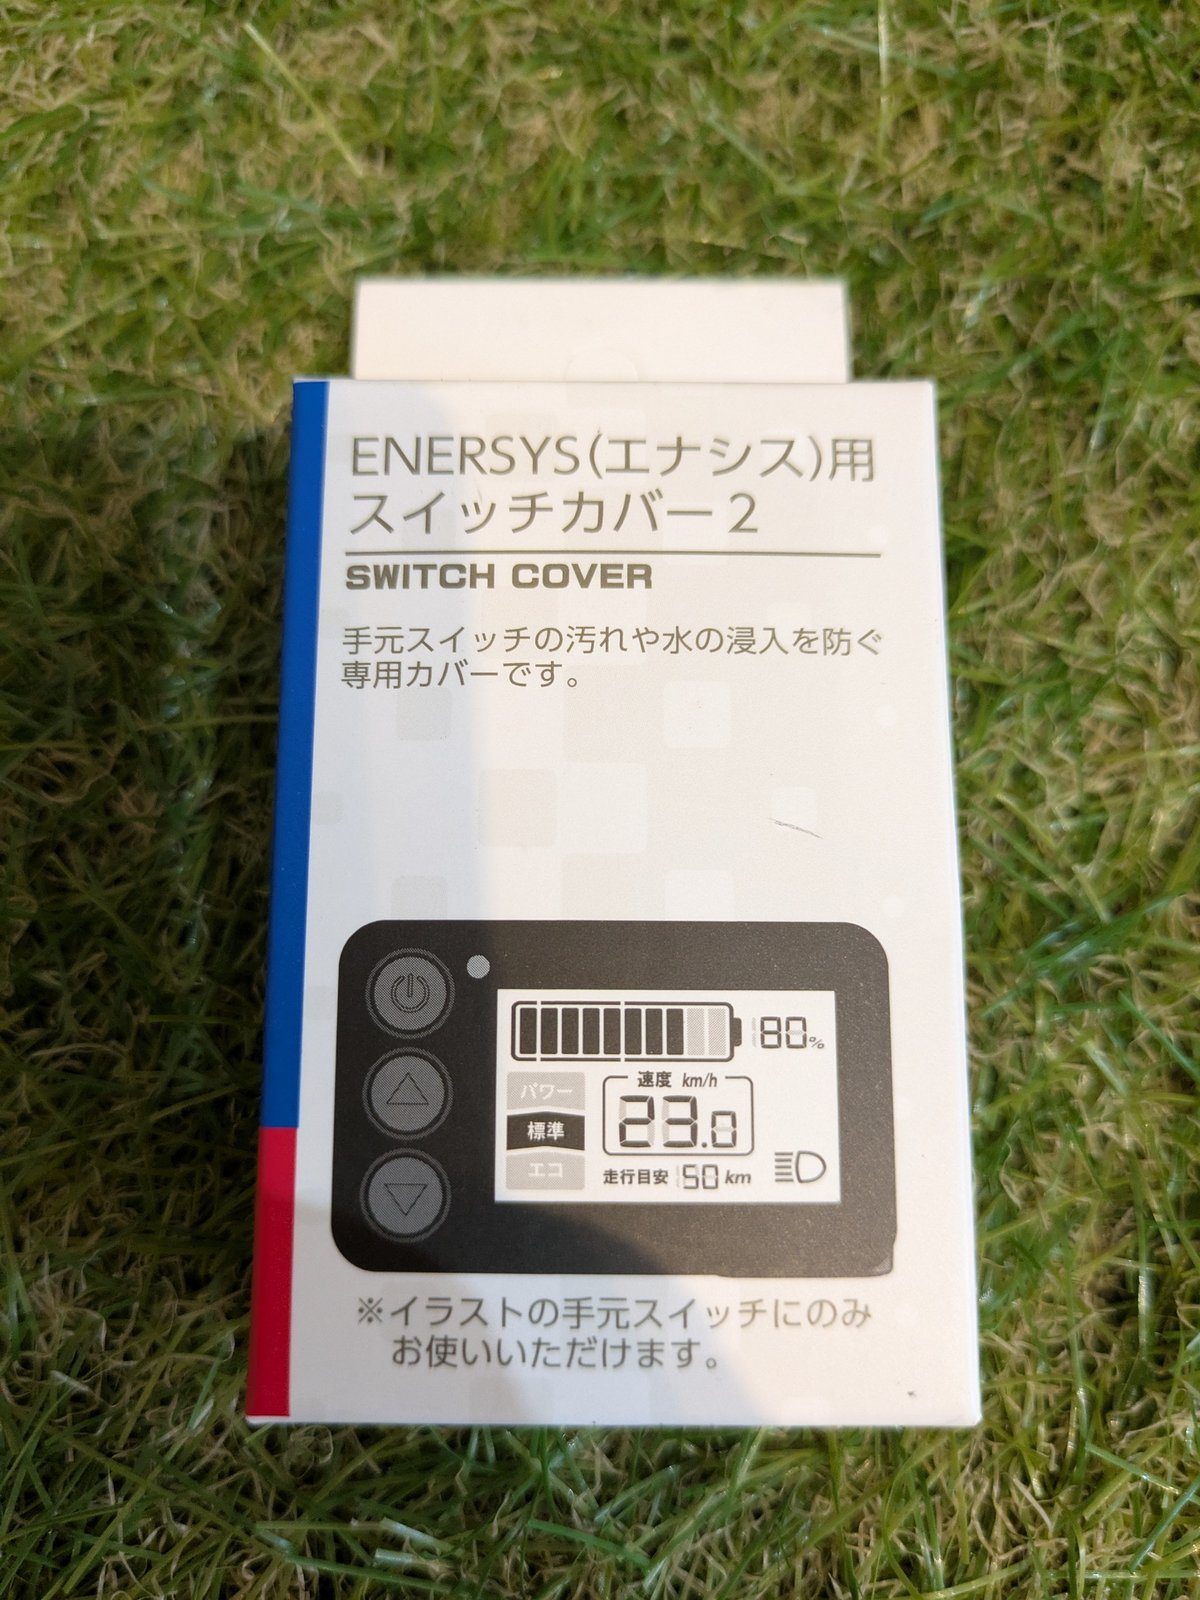 ENERSYS(エナシス)用
スイッチカバー2
SWITCH COVER
手元スイッチの汚れや水の浸入を防ぐ
専用カバーです。
80%
パワー
標準
エコ
速度 km/h
23.0
走行目安 50 km
※イラストの手元スイッチにのみ
お使いいただけます。